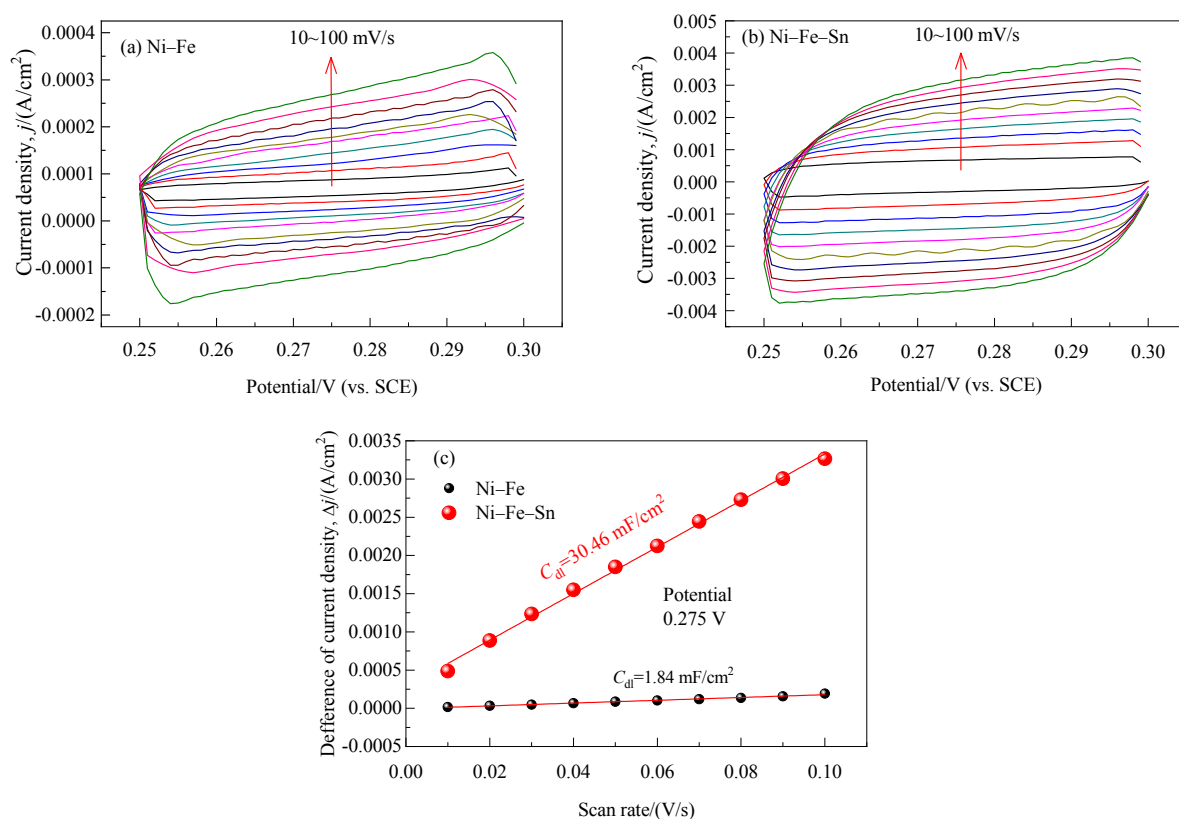 (a) Ni–Fe
10~100 mV/s
0.0004
0.0003
0.0002
0.0001
0.0000
-0.0001
-0.0002
Current density, j/(A/cm²)
0.25 0.26 0.27 0.28 0.29 0.30
Potential/V (vs. SCE)
(b) Ni–Fe–Sn
10~100 mV/s
0.005
0.004
0.003
0.002
0.001
0.000
-0.001
-0.002
-0.003
-0.004
Current density, j/(A/cm²)
0.25 0.26 0.27 0.28 0.29 0.30
Potential/V (vs. SCE)
(c)
Ni–Fe
Ni–Fe–Sn
Cdl=30.46 mF/cm²
Potential
0.275 V
Cdl=1.84 mF/cm²
0.0035
0.0030
0.0025
0.0020
0.0015
0.0010
0.0005
0.0000
-0.0005
Defference of current density, Δj/(A/cm²)
0.00 0.02 0.04 0.06 0.08 0.10
Scan rate/(V/s)